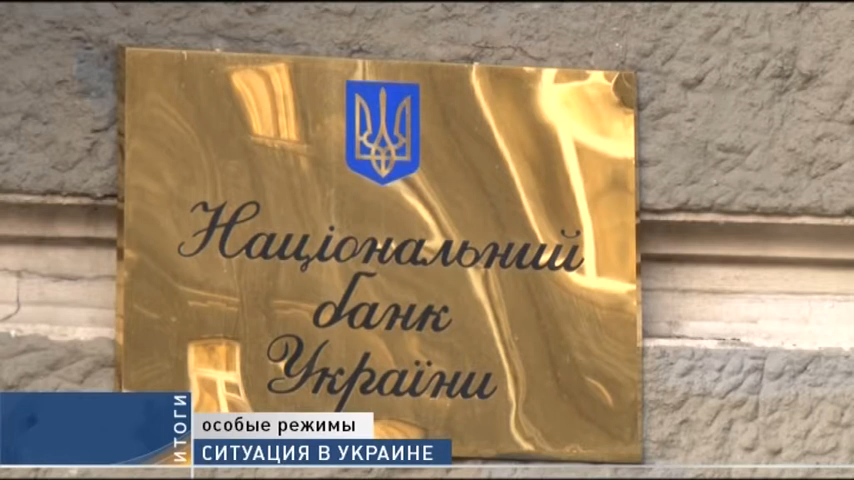 Національний
банк
України
ИТОГИ
особые режимы
СИТУАЦИЯ В УКРАИНЕ